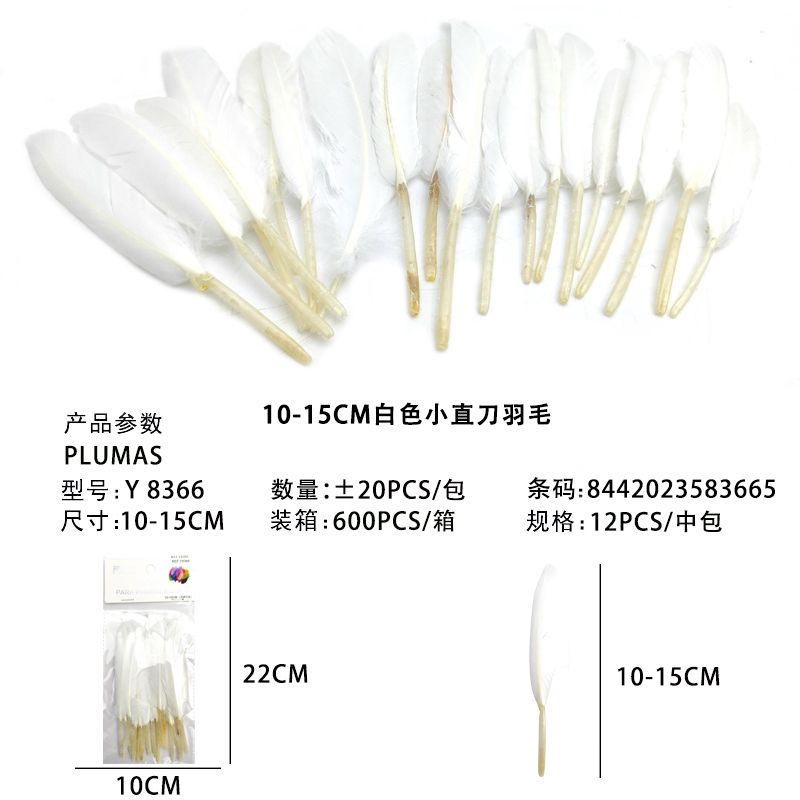 10-15CM白色小直刀羽毛
产品参数
PLUMAS
型号:Y 8366 数量:±20PCS/包 条码:8442023583665
尺寸:10-15CM 装箱:600PCS/箱 规格:12PCS/中包
22CM
10CM
10-15CM